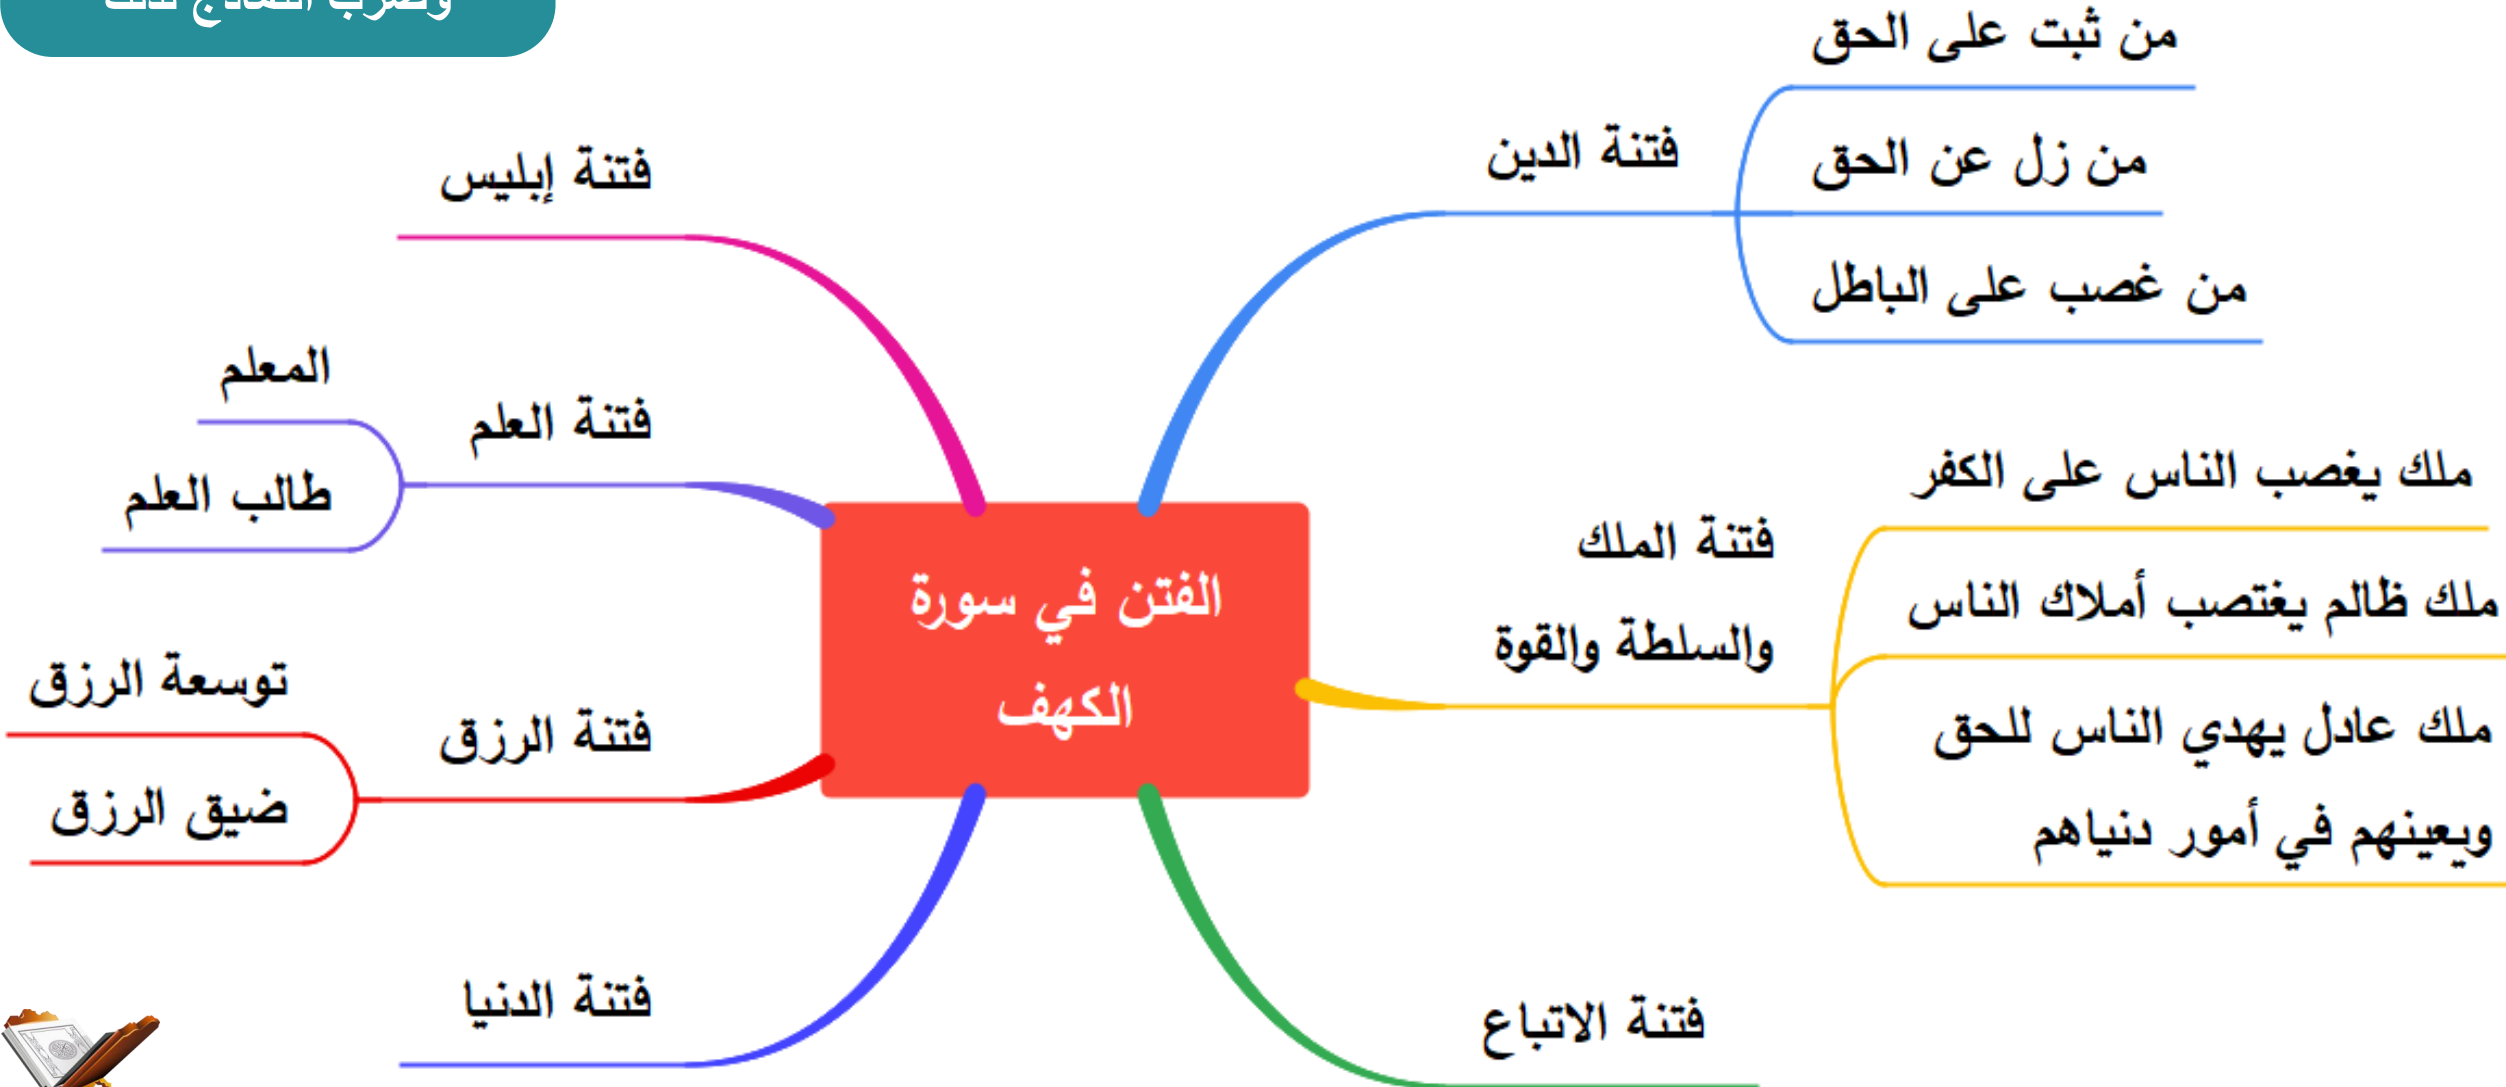 من ثبت على الحق
فتنة الدين
من زل عن الحق
من غصب على الباطل
ملك يغصب الناس على الكفر
فتنة الملك
والسلطة والقوة
ملك ظالم يغتصب أملاك الناس
ملك عادل يهدي الناس للحق
ويعينهم في أمور دنياهم
فتنة الاتباع
الفتن في سورة
الكهف
فتنة إبليس
فتنة العلم
المعلم
طالب العلم
فتنة الرزق
توسعة الرزق
ضيق الرزق
فتنة الدنيا